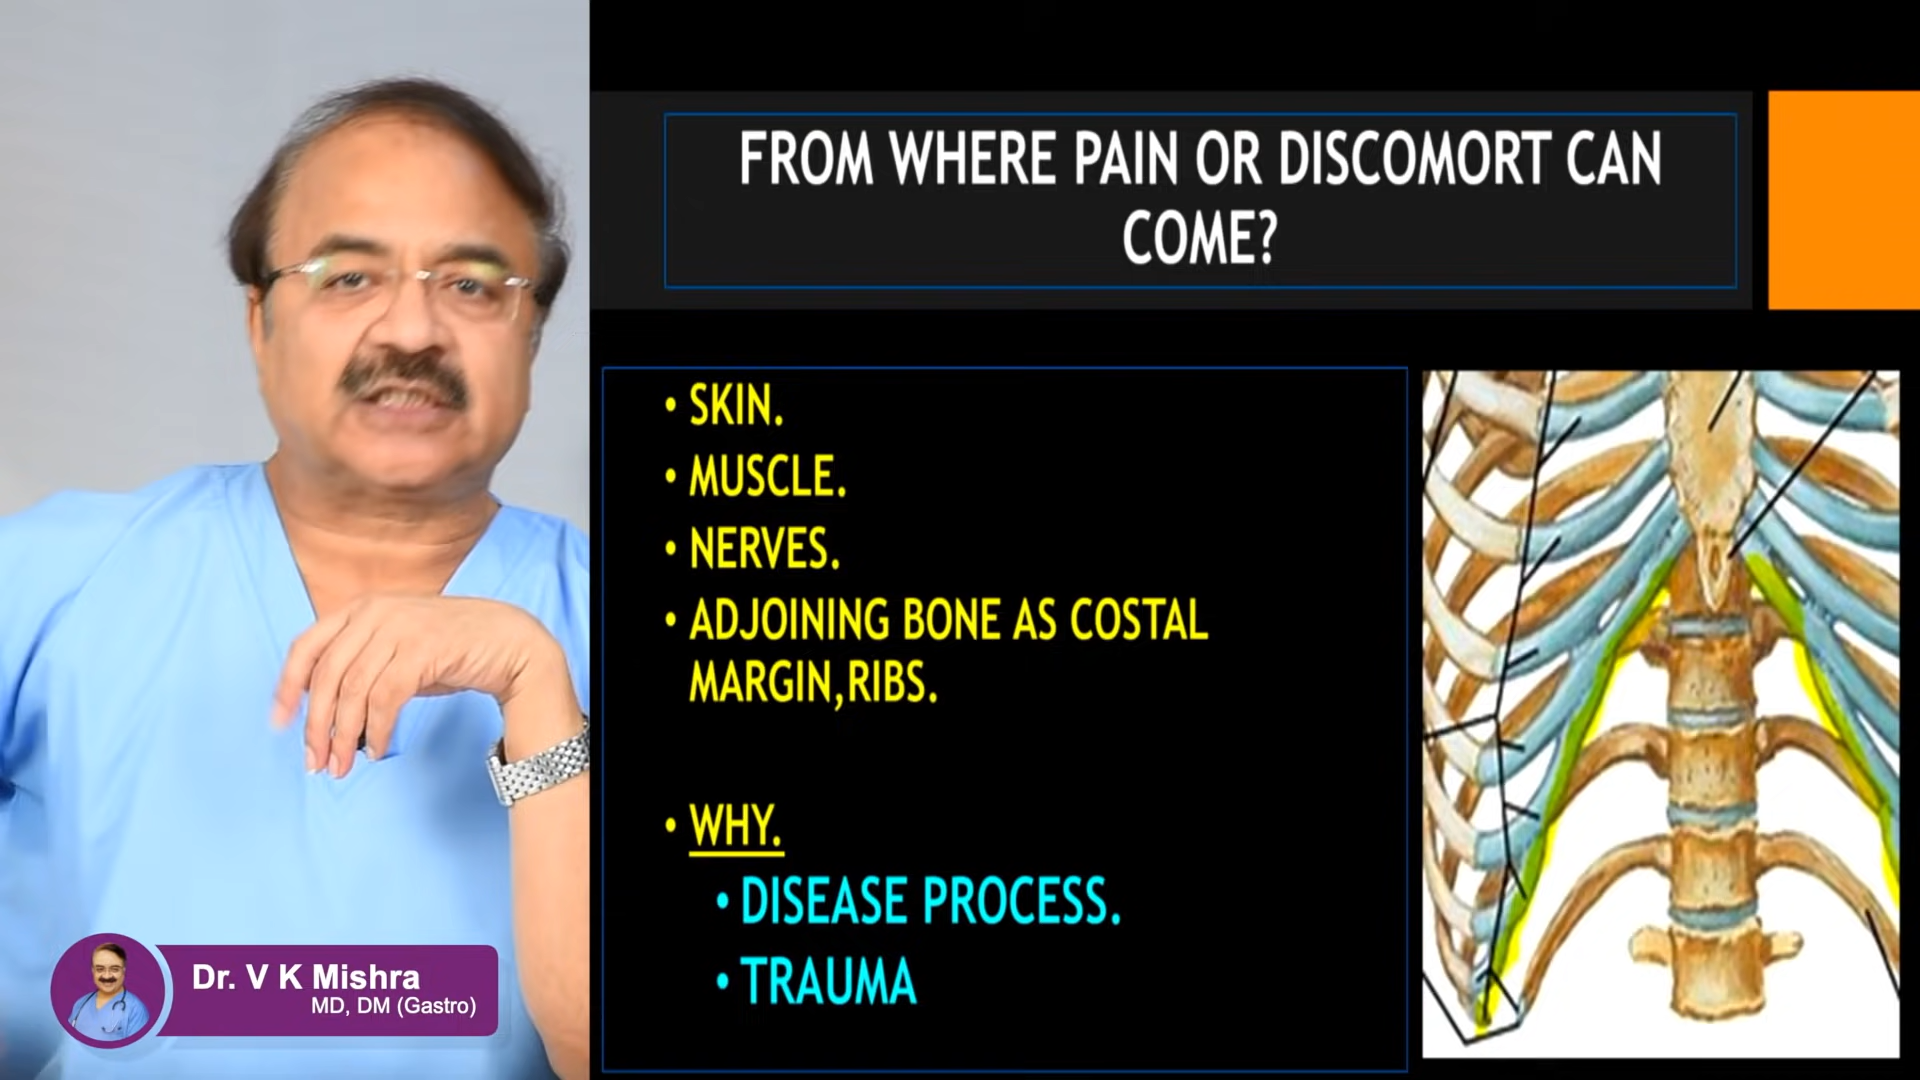 FROM WHERE PAIN OR DISCOMORT CAN
COME?
• SKIN.
• MUSCLE.
• NERVES.
• ADJOINING BONE AS COSTAL
MARGIN,RIBS.
• WHY.
• DISEASE PROCESS.
• TRAUMA
Dr. V K Mishra
MD, DM (Gastro)